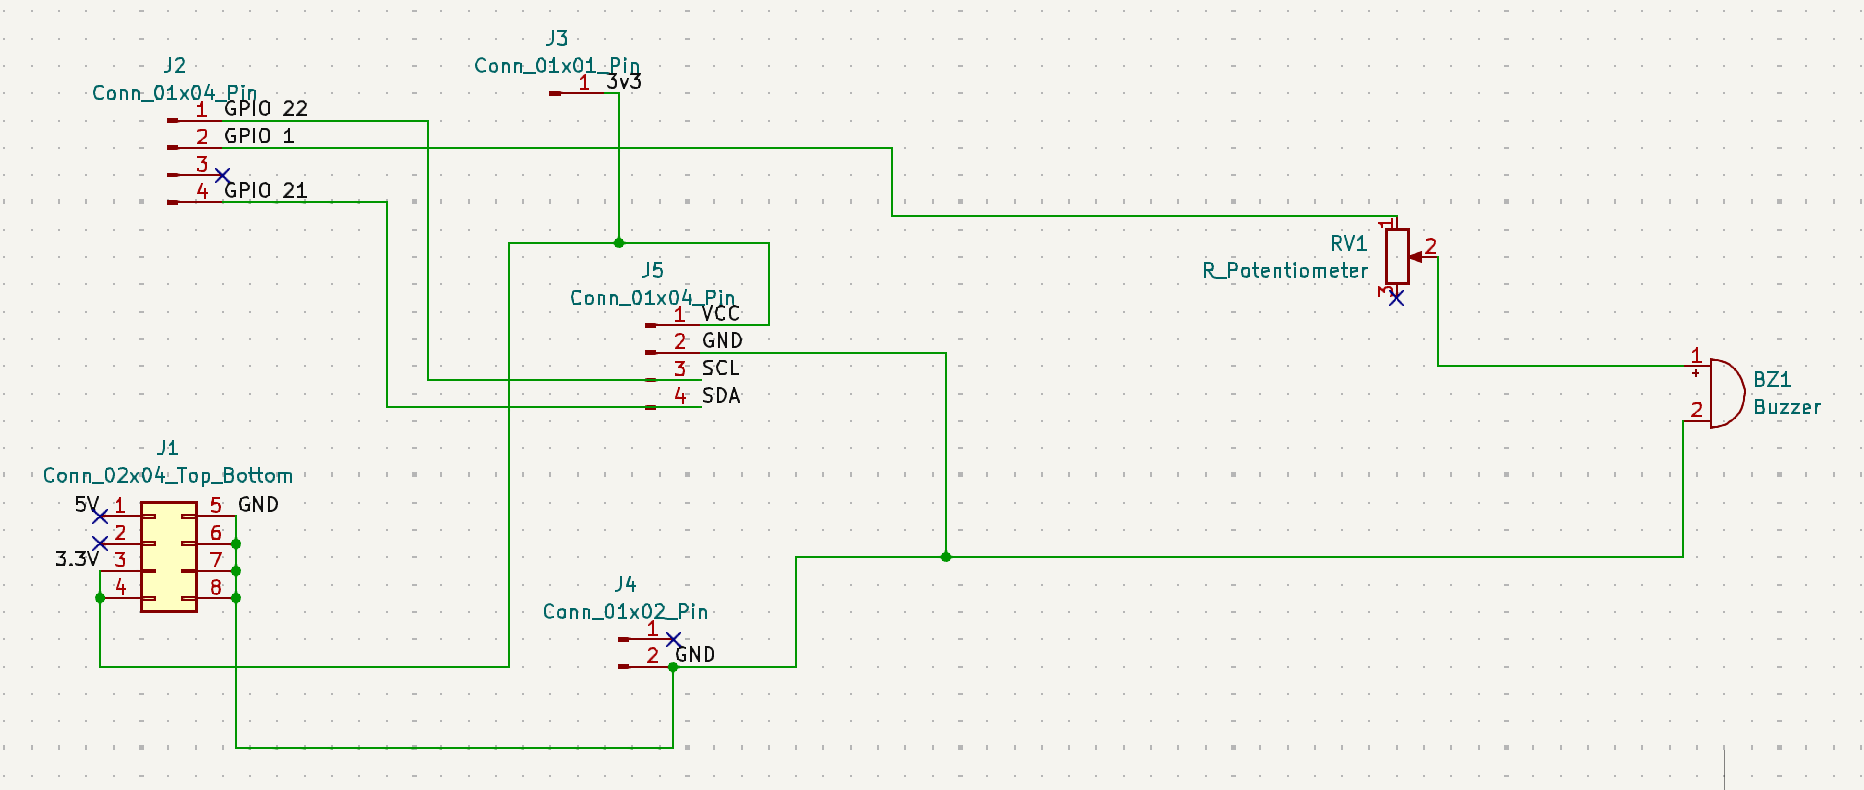 J3
Conn_01x01_Pin
1 3v3
J2
Conn_01x04_Pin
1 GPIO 22
2 GPIO 1
3
4 GPIO 21
1
RV1 2
R_Potentiometer
3
J5
Conn_01x04_Pin
1 VCC
2 GND
3 SCL
4 SDA
1
+
BZ1
Buzzer
2
J1
Conn_02x04_Top_Bottom
5V 1 5 GND
2 6
3.3V 3 7
4 8
J4
Conn_01x02_Pin
1
2 GND